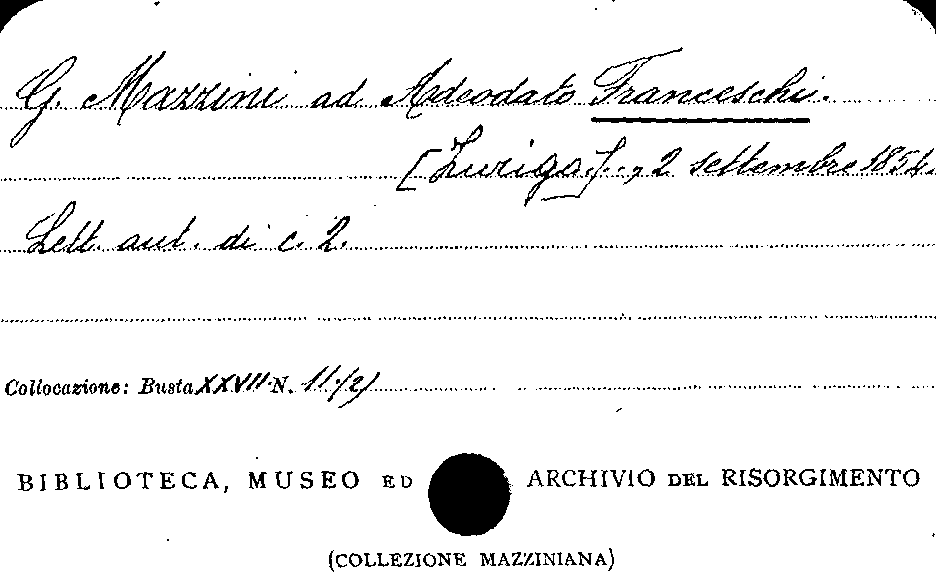 G. Mazzini ad Adeodato Franceschi.
[Zurigo], 2 settembre 1854.
Lett. aut. di c. 2.
Collocazione: Busta XXVIII N. 11/2)
BIBLIOTECA, MUSEO ED ARCHIVIO DEL RISORGIMENTO
(COLLEZIONE MAZZINIANA)